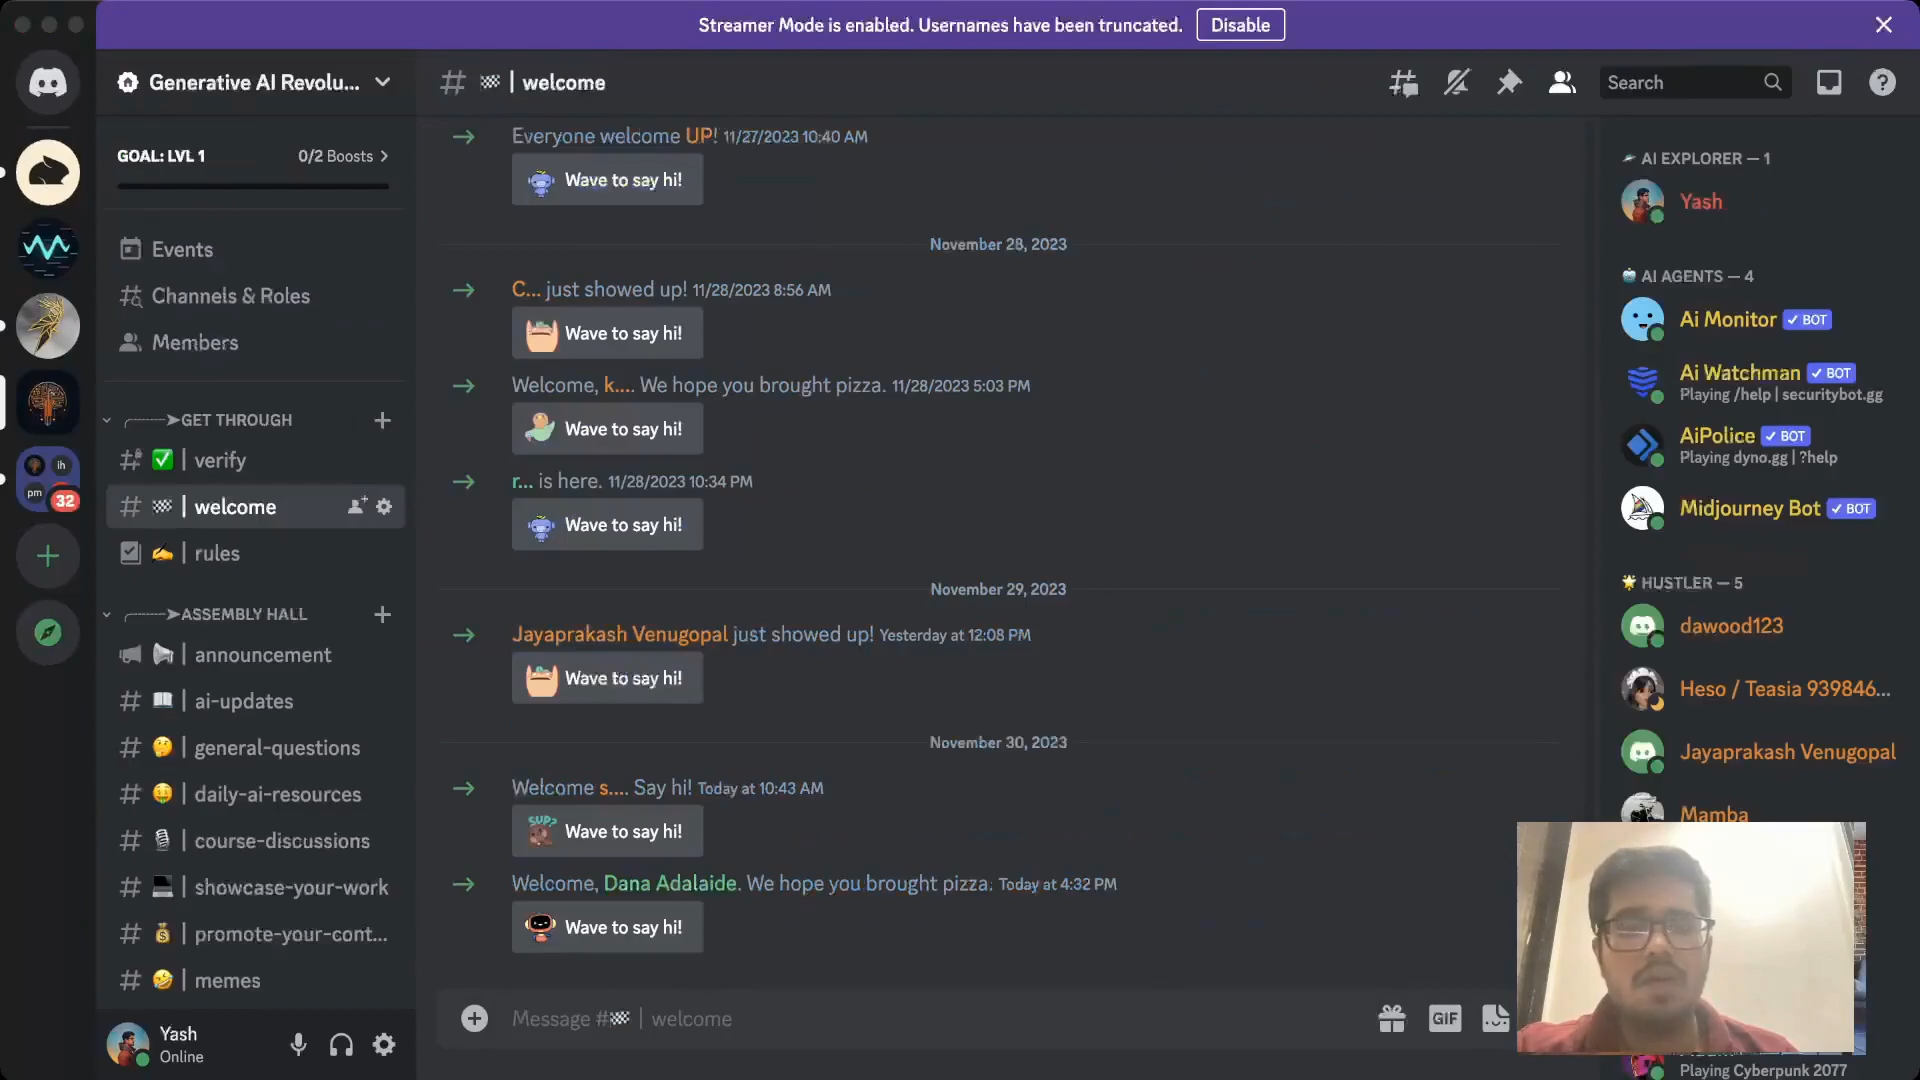 Streamer Mode is enabled. Usernames have been truncated.
Disable
Generative AI Revolu...
GOAL: LVL 1
0/2 Boosts
Events
Channels & Roles
Members
GET THROUGH
verify
welcome
rules
ASSEMBLY HALL
announcement
ai-updates
general-questions
daily-ai-resources
course-discussions
showcase-your-work
promote-your-cont...
memes
Yash
Online
ih
pm
32
# | welcome
Search
Everyone welcome UP! 11/27/2023 10:40 AM
Wave to say hi!
November 28, 2023
C... just showed up! 11/28/2023 8:56 AM
Wave to say hi!
Welcome, k.... We hope you brought pizza. 11/28/2023 5:03 PM
Wave to say hi!
r... is here. 11/28/2023 10:34 PM
Wave to say hi!
November 29, 2023
Jayaprakash Venugopal just showed up! Yesterday at 12:08 PM
Wave to say hi!
November 30, 2023
Welcome s.... Say hi! Today at 10:43 AM
SUP?
Wave to say hi!
Welcome, Dana Adalaide. We hope you brought pizza. Today at 4:32 PM
Wave to say hi!
Message # | welcome
GIF
AI EXPLORER — 1
Yash
AI AGENTS — 4
Ai Monitor ✓ BOT
Ai Watchman ✓ BOT
Playing /help | securitybot.gg
AiPolice ✓ BOT
Playing dyno.gg | ?help
Midjourney Bot ✓ BOT
HUSTLER — 5
dawood123
Heso / Teasia 939846...
Jayaprakash Venugopal
Mamba
Playing Cyberpunk 2077